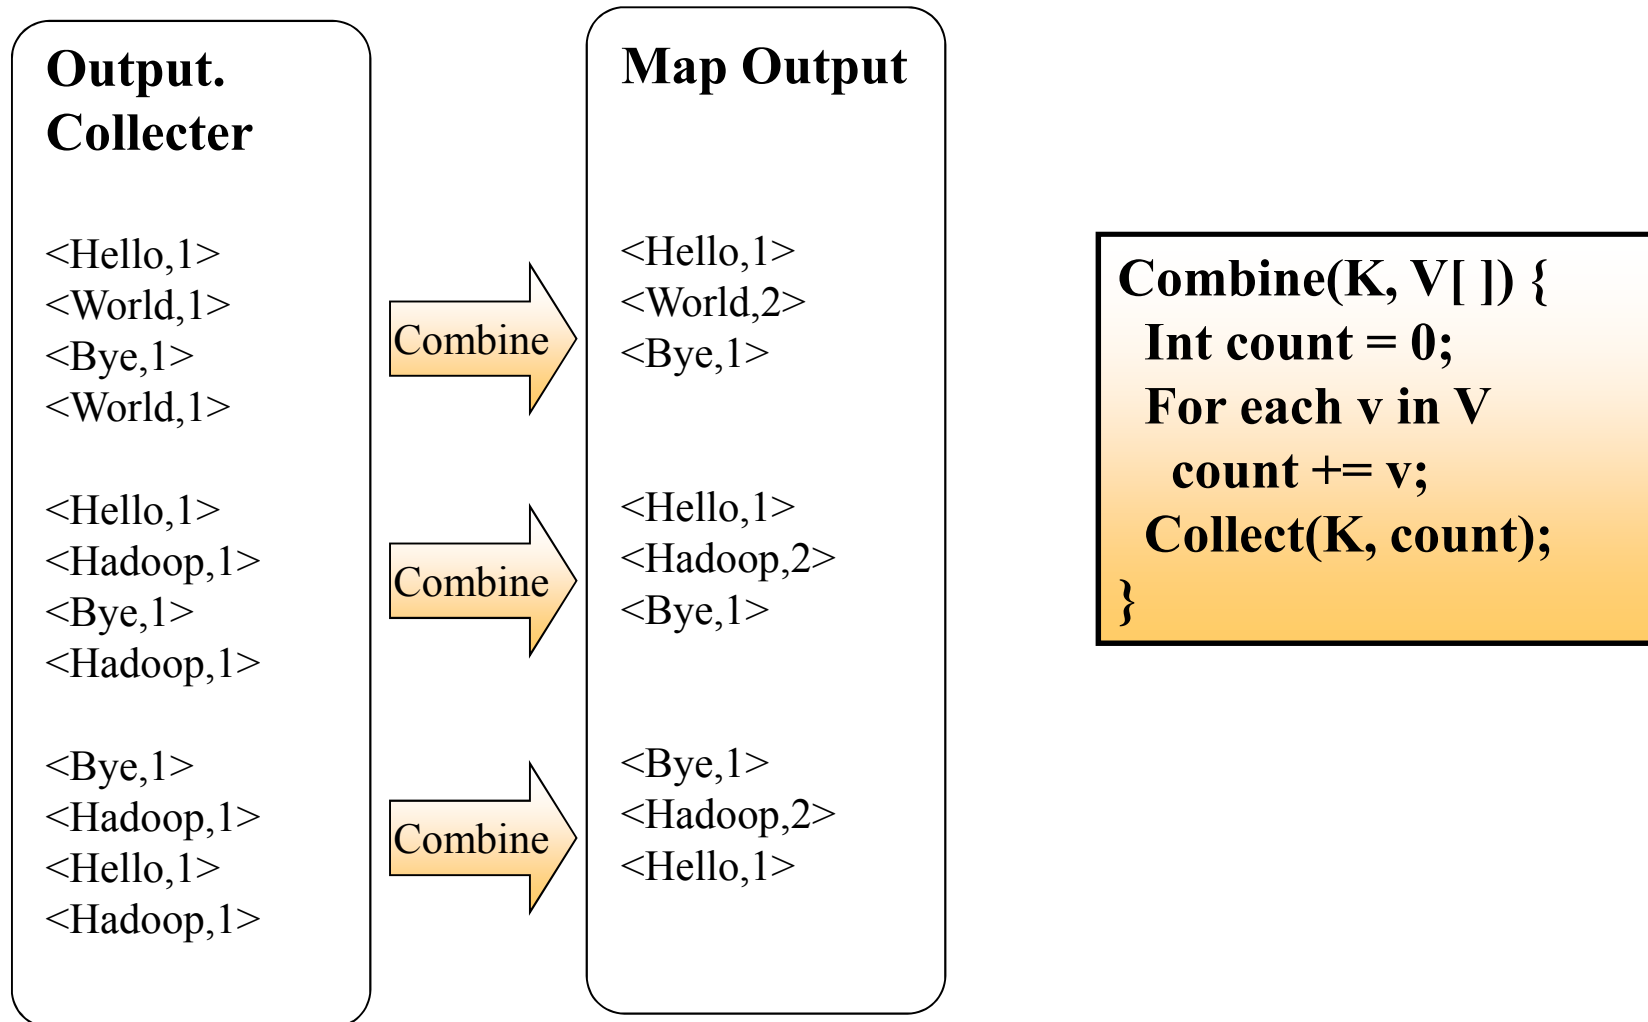 Output.
Collecter
<Hello,1>
<World,1>
<Bye,1>
<World,1>
<Hello,1>
<Hadoop,1>
<Bye,1>
<Hadoop,1>
<Bye,1>
<Hadoop,1>
<Hello,1>
<Hadoop,1>
Combine
Combine
Combine
Map Output
<Hello,1>
<World,2>
<Bye,1>
<Hello,1>
<Hadoop,2>
<Bye,1>
<Bye,1>
<Hadoop,2>
<Hello,1>
Combine(K, V[ ]) {
Int count = 0;
For each v in V
count += v;
Collect(K, count);
}